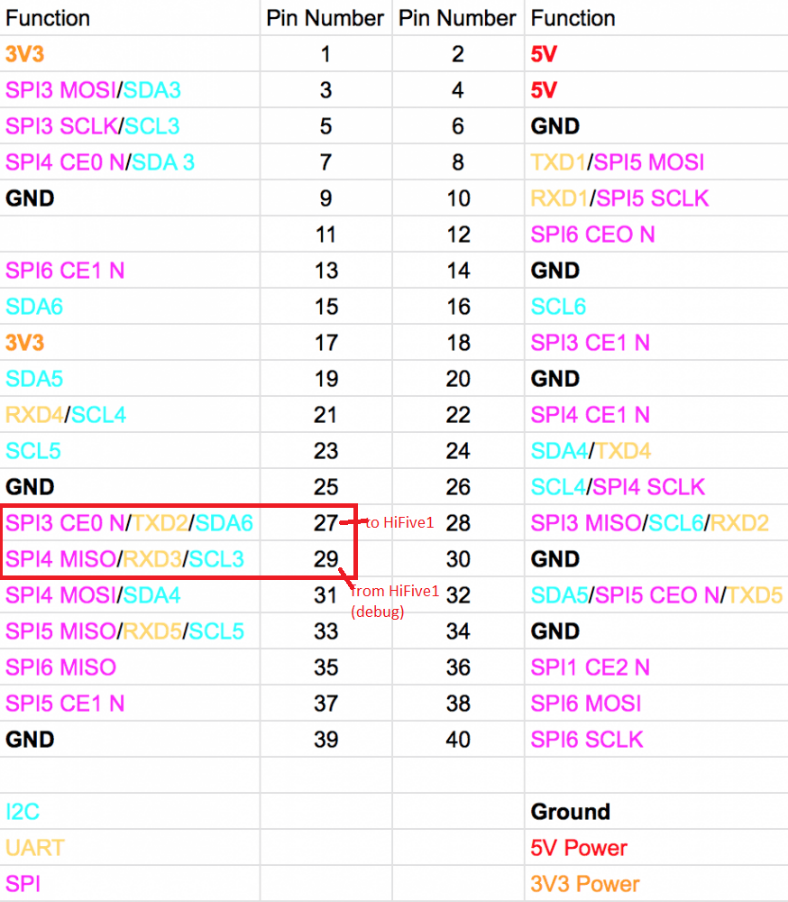 Function Pin Number Pin Number Function
3V3 1 2 5V
SPI3 MOSI/SDA3 3 4 5V
SPI3 SCLK/SCL3 5 6 GND
SPI4 CE0 N/SDA 3 7 8 TXD1/SPI5 MOSI
GND 9 10 RXD1/SPI5 SCLK
11 12 SPI6 CEO N
SPI6 CE1 N 13 14 GND
SDA6 15 16 SCL6
3V3 17 18 SPI3 CE1 N
SDA5 19 20 GND
RXD4/SCL4 21 22 SPI4 CE1 N
SCL5 23 24 SDA4/TXD4
GND 25 26 SCL4/SPI4 SCLK
SPI3 CE0 N/TXD2/SDA6 27 to HiFive1 28 SPI3 MISO/SCL6/RXD2
SPI4 MISO/RXD3/SCL3 29 30 GND
from HiFive1
(debug)
SPI4 MOSI/SDA4 31 32 SDA5/SPI5 CEO N/TXD5
SPI5 MISO/RXD5/SCL5 33 34 GND
SPI6 MISO 35 36 SPI1 CE2 N
SPI5 CE1 N 37 38 SPI6 MOSI
GND 39 40 SPI6 SCLK
I2C Ground
UART 5V Power
SPI 3V3 Power